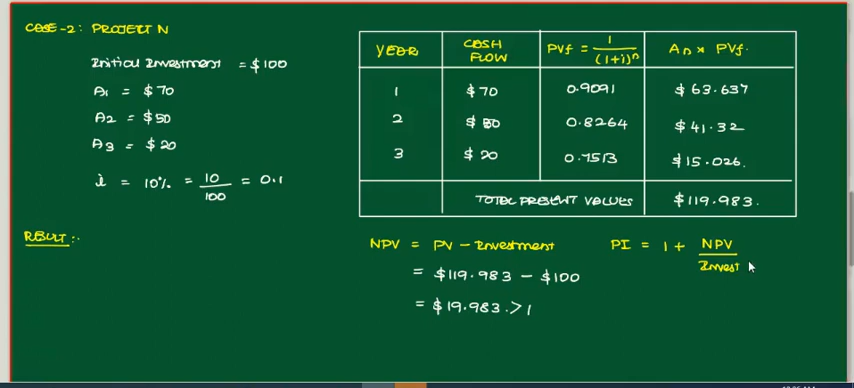 CASE-2: PROJECT N
Initial Investment = $100
A1 = $70
A2 = $50
A3 = $20
i = 10% = 10/100 = 0.1
YEAR CASH FLOW PVf = 1/(1+i)^n An x PVf.
1 $70 0.9091 $63.637
2 $50 0.8264 $41.32
3 $20 0.7513 $15.026.
TOTAL PRESENT VALUES $119.983.
RESULT:-
NPV = PV - Investment
= $119.983 - $100
= $19.983. > 1
PI = 1 + NPV/Invest